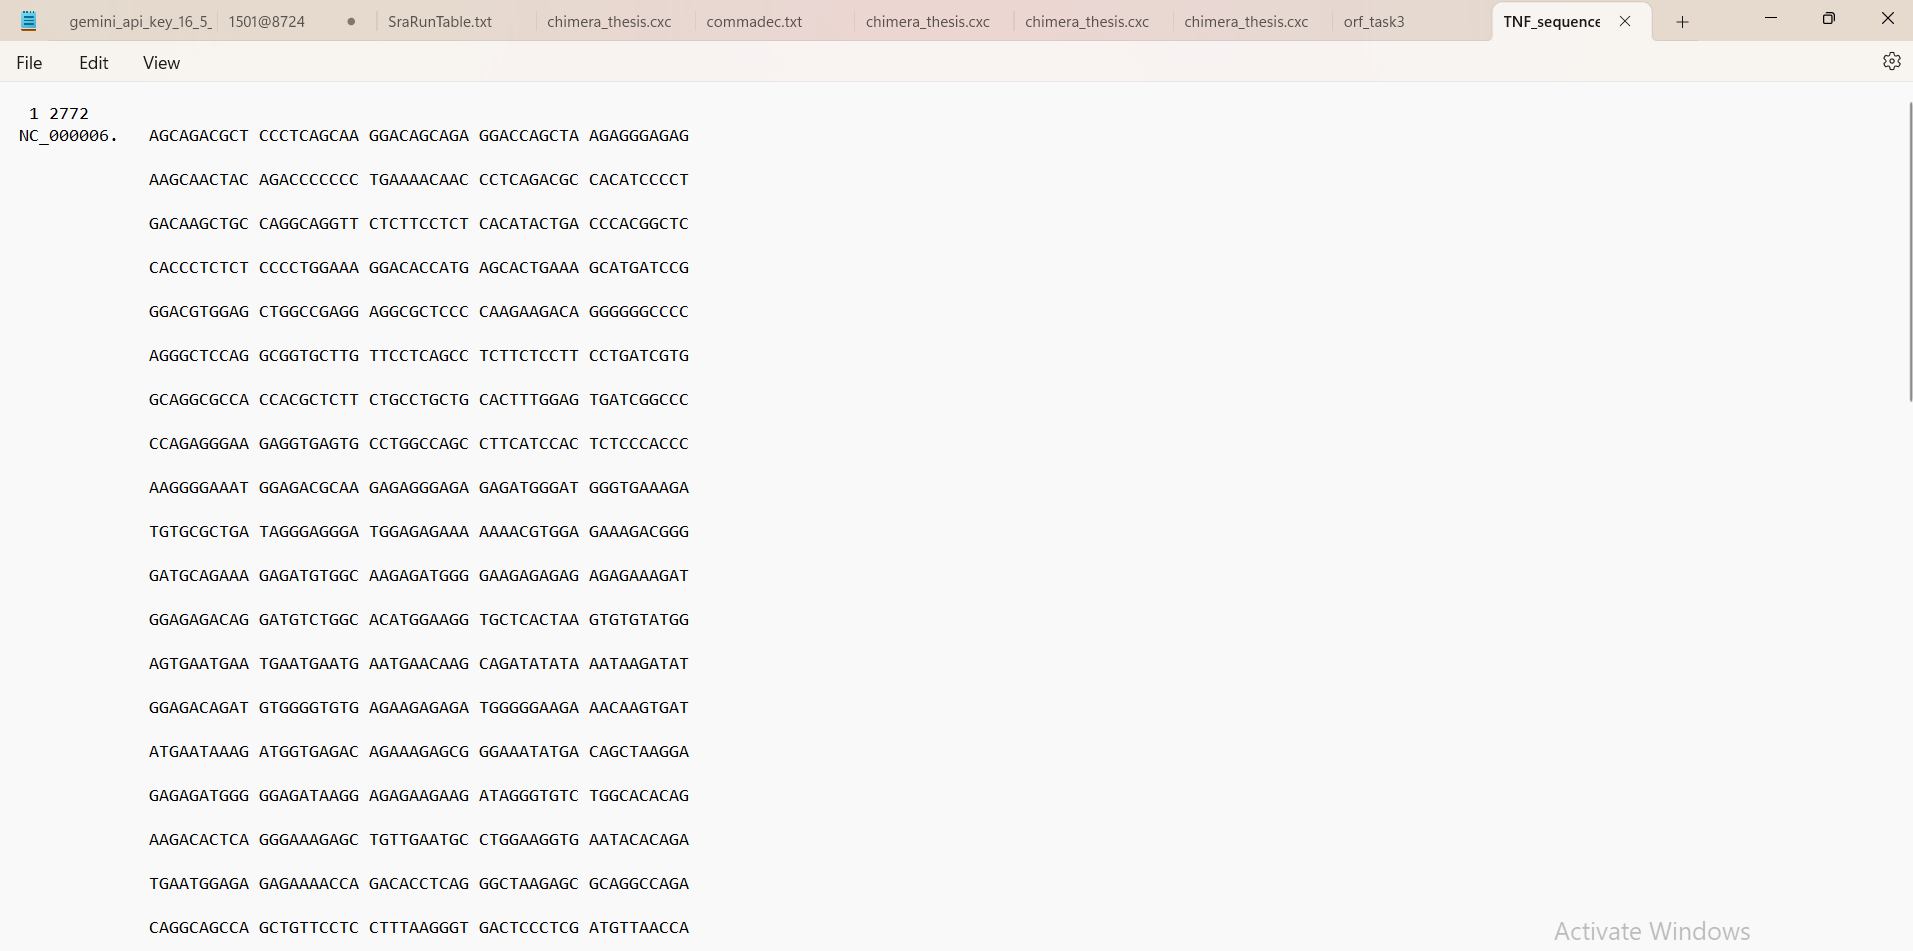 gemini_api_key_16_5_ 1501@8724 SraRunTable.txt chimera_thesis.cxc commadec.txt chimera_thesis.cxc chimera_thesis.cxc chimera_thesis.cxc orf_task3 TNF_sequence
File Edit View
1 2772
NC_000006. AGCAGACGCT CCCTCAGCAA GGACAGCAGA GGACCAGCTA AGAGGGAGAG
AAGCAACTAC AGACCCCCCC TGAAAACAAC CCTCAGACGC CACATCCCCT
GACAAGCTGC CAGGCAGGTT CTCTTCCTCT CACATACTGA CCCACGGCTC
CACCCTCTCT CCCCTGGAAA GGACACCATG AGCACTGAAA GCATGATCCG
GGACGTGGAG CTGGCCGAGG AGGCGCTCCC CAAGAAGACA GGGGGGCCCC
AGGGCTCCAG GCGGTGCTTG TTCCTCAGCC TCTTCTCCTT CCTGATCGTG
GCAGGCGCCA CCACGCTCTT CTGCCTGCTG CACTTTGGAG TGATCGGCCC
CCAGAGGGAA GAGGTGAGTG CCTGGCCAGC CTTCATCCAC TCTCCCACCC
AAGGGGAAAT GGAGACGCAA GAGAGGGAGA GAGATGGGAT GGGTGAAAGA
TGTGCGCTGA TAGGGAGGGA TGGAGAGAAA AAAACGTGGA GAAAGACGGG
GATGCAGAAA GAGATGTGGC AAGAGATGGG GAAGAGAGAG AGAGAAAGAT
GGAGAGACAG GATGTCTGGC ACATGGAAGG TGCTCACTAA GTGTGTATGG
AGTGAATGAA TGAATGAATG AATGAACAAG CAGATATATA AATAAGATAT
GGAGACAGAT GTGGGGTGTG AGAAGAGAGA TGGGGGAAGA AACAAGTGAT
ATGAATAAAG ATGGTGAGAC AGAAAGAGCG GGAAATATGA CAGCTAAGGA
GAGAGATGGG GGAGATAAGG AGAGAAGAAG ATAGGGTGTC TGGCACACAG
AAGACACTCA GGGAAAGAGC TGTTGAATGC CTGGAAGGTG AATACACAGA
TGAATGGAGA GAGAAAACCA GACACCTCAG GGCTAAGAGC GCAGGCCAGA
CAGGCAGCCA GCTGTTCCTC CTTTAAGGGT GACTCCCTCG ATGTTAACCA
Activate Windows